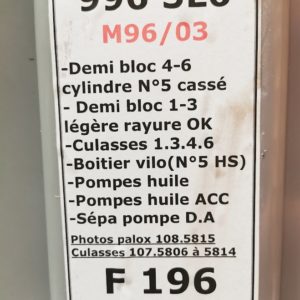 996 3L6
M96/03
-Demi bloc 4-6
cylindre N°5 cassé
- Demi bloc 1-3
légère rayure OK
-Culasses 1.3.4.6
-Boitier vilo(N°5 HS)
-Pompes huile
-Pompes huile ACC
-Sépa pompe D.A
Photos palox 108.5815
Culasses 107.5806 à 5814
F 196